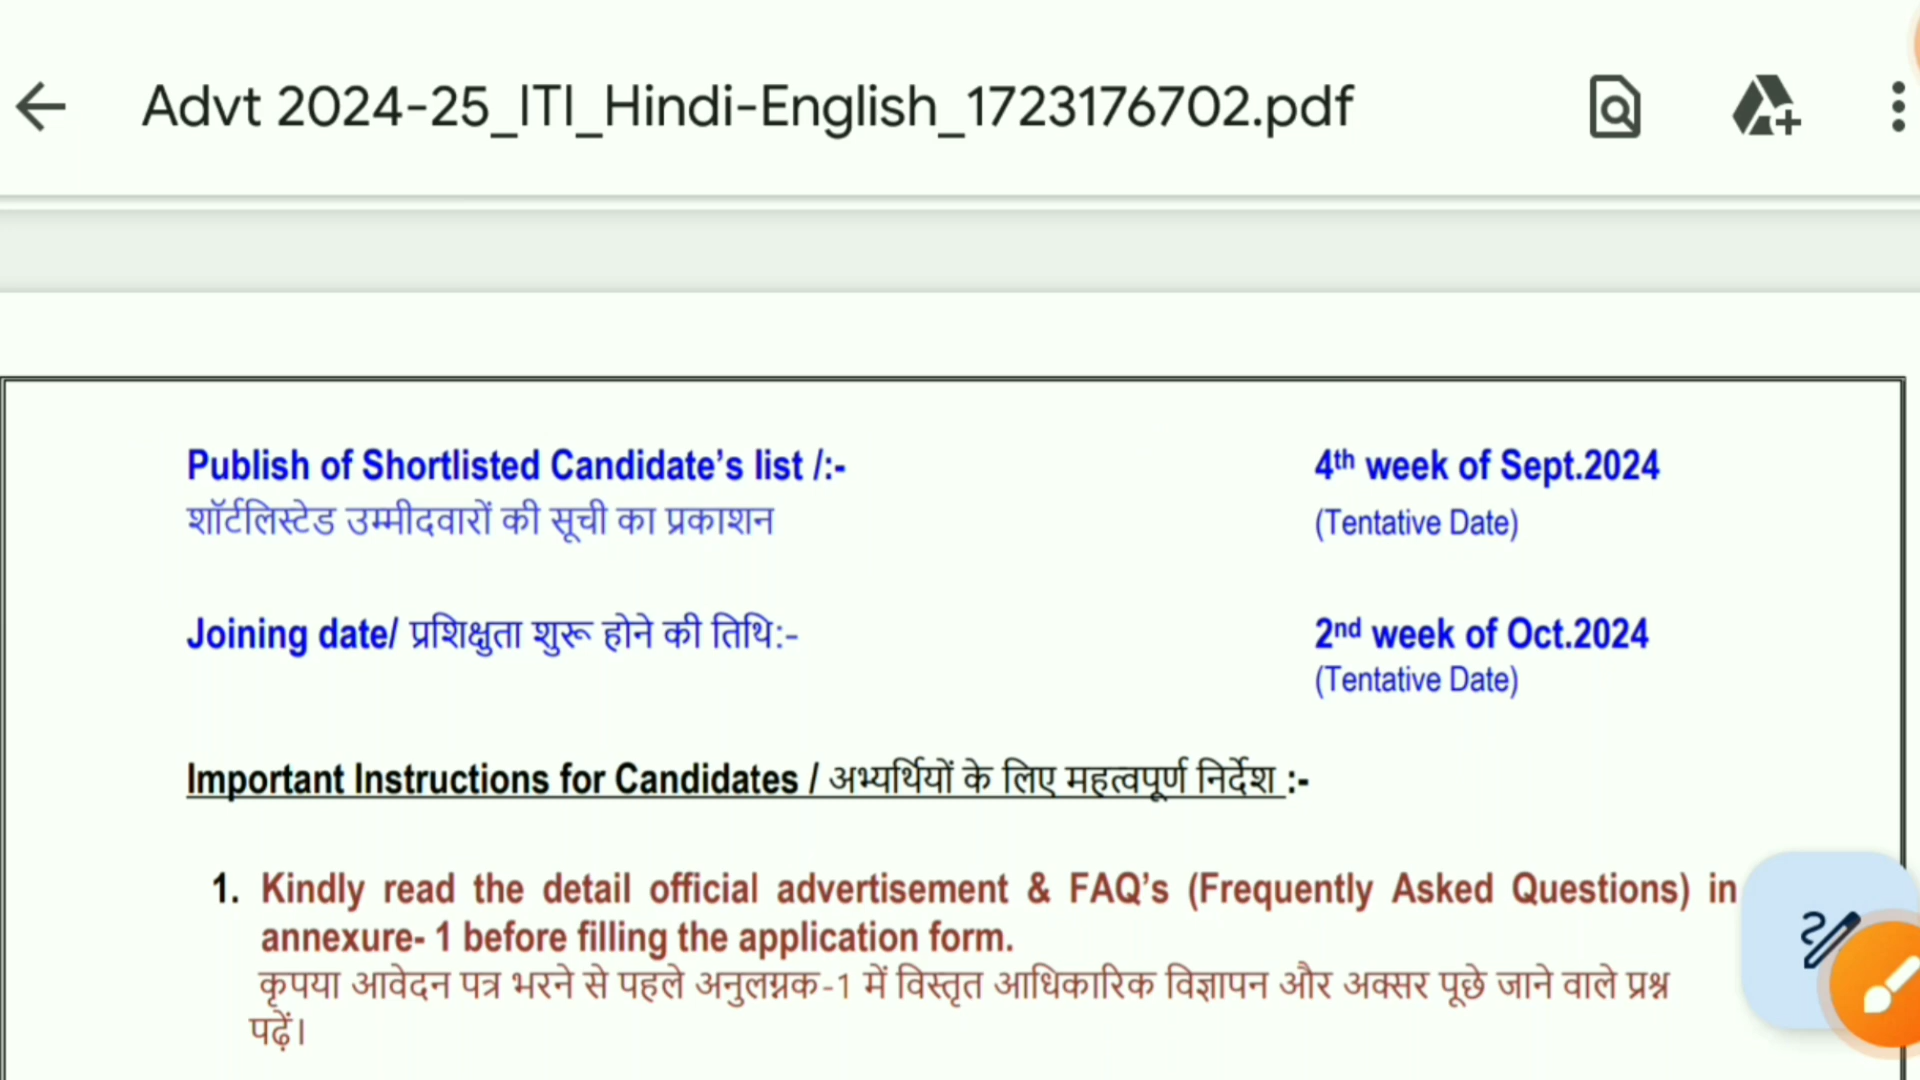 Advt 2024-25_ITI_Hindi-English_1723176702.pdf
Publish of Shortlisted Candidate’s list /:- 4th week of Sept.2024
शॉर्टलिस्टेड उम्मीदवारों की सूची का प्रकाशन (Tentative Date)
Joining date/ प्रशिक्षुता शुरू होने की तिथि:- 2nd week of Oct.2024
(Tentative Date)
Important Instructions for Candidates / अभ्यर्थियों के लिए महत्वपूर्ण निर्देश :-
1. Kindly read the detail official advertisement & FAQ’s (Frequently Asked Questions) in
annexure- 1 before filling the application form.
कृपया आवेदन पत्र भरने से पहले अनुलग्नक-1 में विस्तृत आधिकारिक विज्ञापन और अक्सर पूछे जाने वाले प्रश्न
पढ़ें।